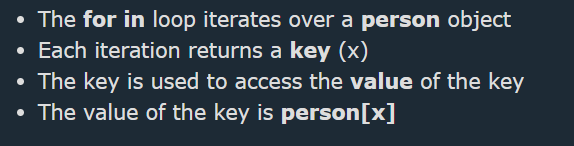 • The for in loop iterates over a person object
• Each iteration returns a key (x)
• The key is used to access the value of the key
• The value of the key is person[x]